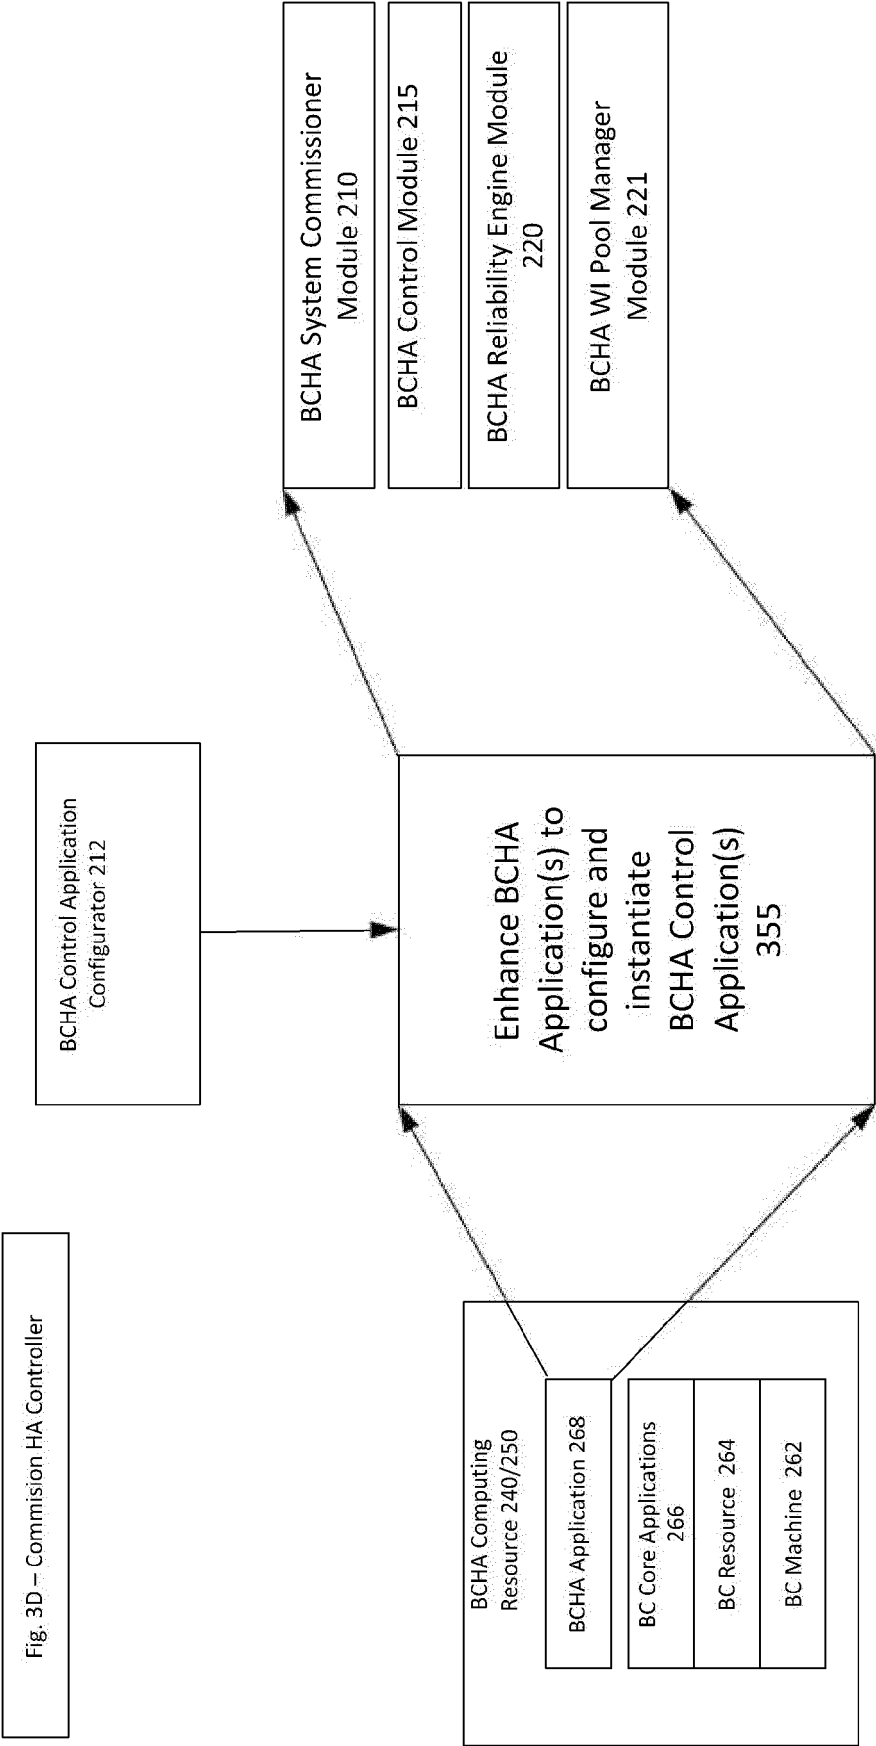 Fig. 3D – Commision HA Controller
BCHA Control Application
Configurator 212
BCHA Computing
Resource 240/250
BCHA Application 268
BC Core Applications
266
BC Resource 264
BC Machine 262
Enhance BCHA
Application(s) to
configure and
instantiate
BCHA Control
Application(s)
355
BCHA System Commissioner
Module 210
BCHA Control Module 215
BCHA Reliability Engine Module
220
BCHA WI Pool Manager
Module 221